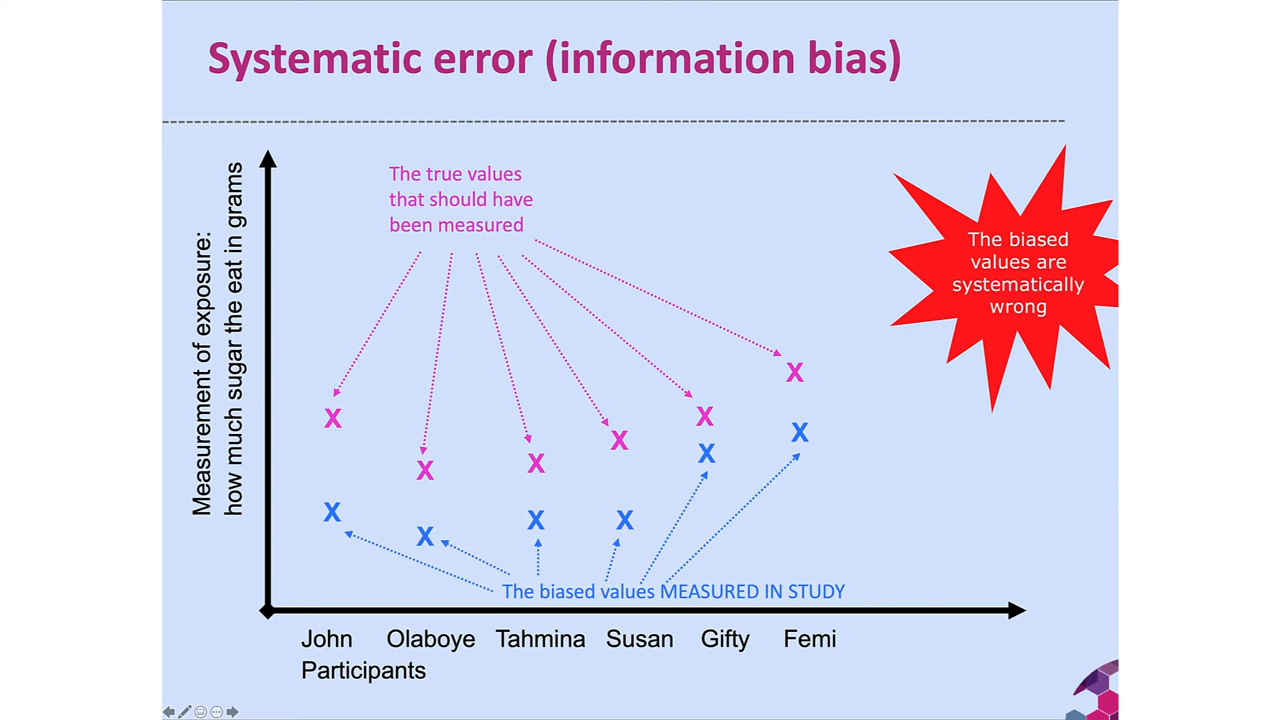 Systematic error (information bias)
The true values
that should have
been measured
The biased
values are
systematically
wrong
Measurement of exposure:
how much sugar the eat in grams
X
X
X
X
X
X
X
X
X
X
X
X
The biased values MEASURED IN STUDY
John Olaboye Tahmina Susan Gifty Femi
Participants